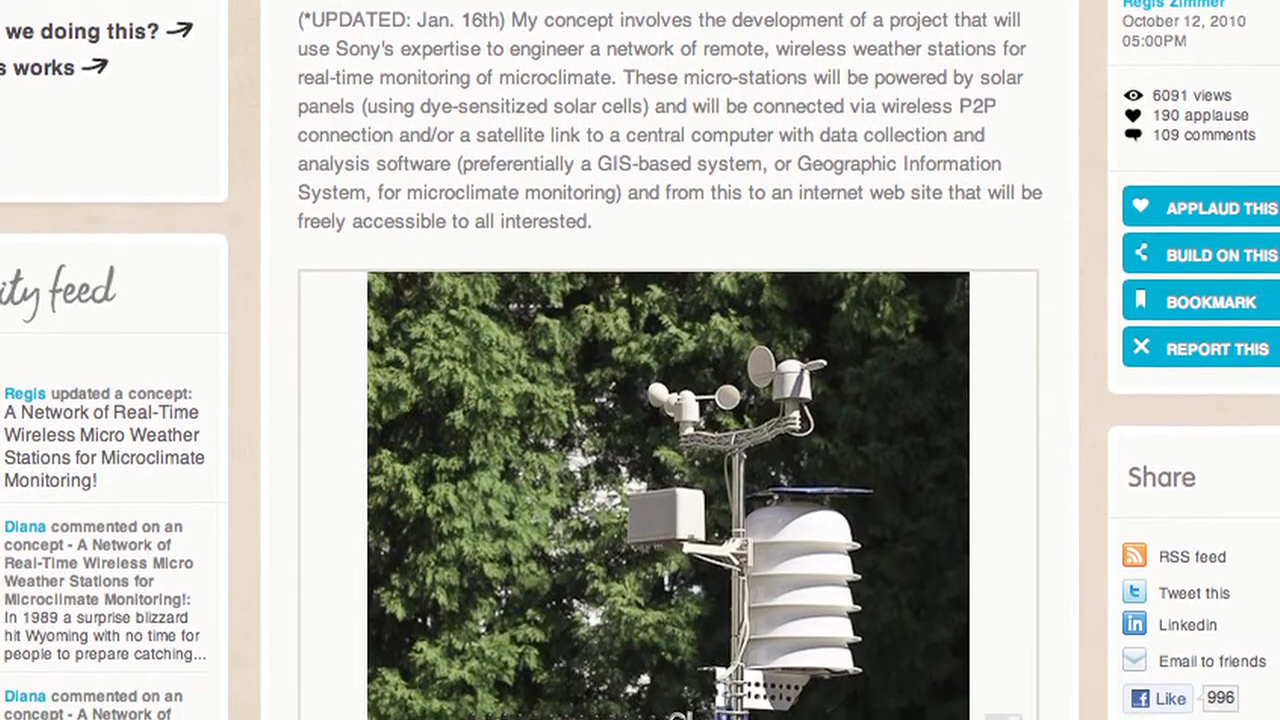 we doing this?
s works
ity feed
Regis updated a concept:
A Network of Real-Time
Wireless Micro Weather
Stations for Microclimate
Monitoring!
Diana commented on an
concept - A Network of
Real-Time Wireless Micro
Weather Stations for
Microclimate Monitoring!:
In 1989 a surprise blizzard
hit Wyoming with no time for
people to prepare catching...
Diana commented on an
concept - A Network of
(*UPDATED: Jan. 16th) My concept involves the development of a project that will
use Sony's expertise to engineer a network of remote, wireless weather stations for
real-time monitoring of microclimate. These micro-stations will be powered by solar
panels (using dye-sensitized solar cells) and will be connected via wireless P2P
connection and/or a satellite link to a central computer with data collection and
analysis software (preferentially a GIS-based system, or Geographic Information
System, for microclimate monitoring) and from this to an internet web site that will be
freely accessible to all interested.
Regis Zimmer
October 12, 2010
05:00PM
6091 views
190 applause
109 comments
APPLAUD THIS
BUILD ON THIS
BOOKMARK
REPORT THIS
Share
RSS feed
Tweet this
Linkedin
Email to friends
Like 996